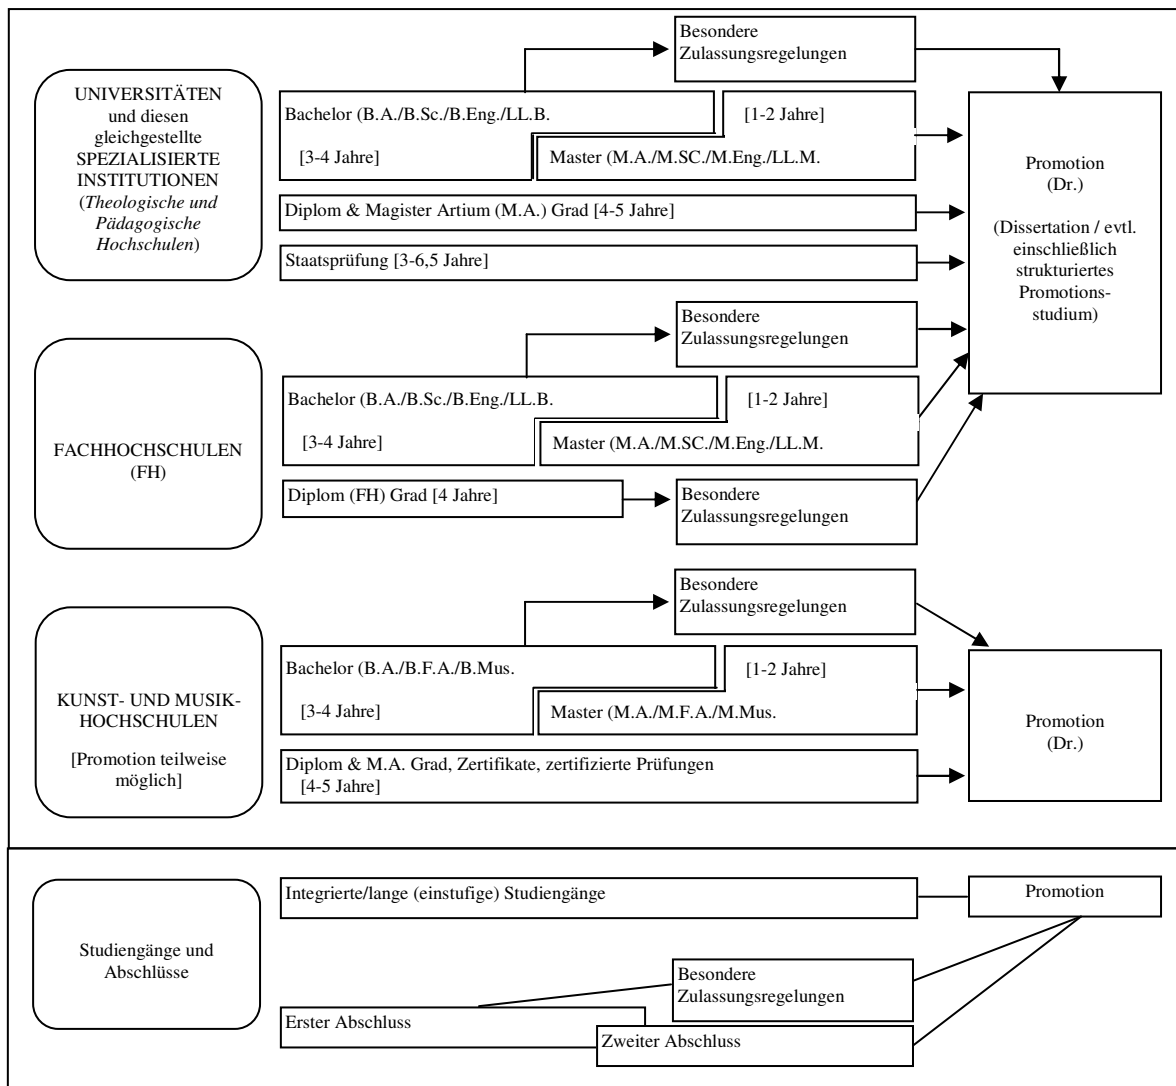 Besondere
Zulassungsregelungen
UNIVERSITÄTEN
und diesen
gleichgestellte
SPEZIALISIERTE
INSTITUTIONEN
(Theologische und
Pädagogische
Hochschulen)
Bachelor (B.A./B.Sc./B.Eng./LL.B.
[3-4 Jahre]
[1-2 Jahre]
Master (M.A./M.SC./M.Eng./LL.M.
Diplom & Magister Artium (M.A.) Grad [4-5 Jahre]
Staatsprüfung [3-6,5 Jahre]
Promotion
(Dr.)
(Dissertation / evtl.
einschließlich
strukturiertes
Promotions-
studium)
Besondere
Zulassungsregelungen
FACHHOCHSCHULEN
(FH)
Bachelor (B.A./B.Sc./B.Eng./LL.B.
[3-4 Jahre]
[1-2 Jahre]
Master (M.A./M.SC./M.Eng./LL.M.
Diplom (FH) Grad [4 Jahre]
Besondere
Zulassungsregelungen
Besondere
Zulassungsregelungen
KUNST- UND MUSIK-
HOCHSCHULEN
[Promotion teilweise
möglich]
Bachelor (B.A./B.F.A./B.Mus.
[3-4 Jahre]
[1-2 Jahre]
Master (M.A./M.F.A./M.Mus.
Diplom & M.A. Grad, Zertifikate, zertifizierte Prüfungen
[4-5 Jahre]
Promotion
(Dr.)
Studiengänge und
Abschlüsse
Integrierte/lange (einstufige) Studiengänge
Promotion
Besondere
Zulassungsregelungen
Erster Abschluss
Zweiter Abschluss